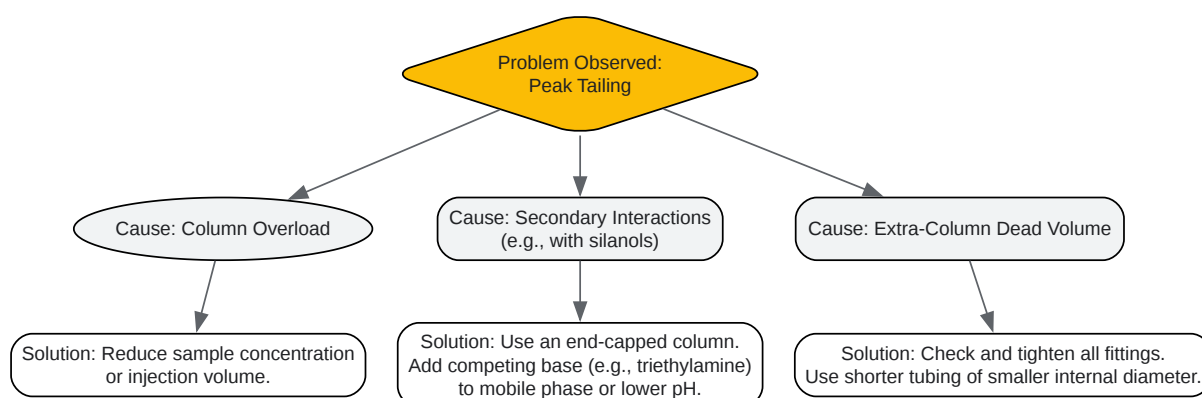 Problem Observed:
Peak Tailing
Cause: Column Overload
Cause: Secondary Interactions
(e.g., with silanols)
Cause: Extra-Column Dead Volume
Solution: Reduce sample concentration
or injection volume.
Solution: Use an end-capped column.
Add competing base (e.g., triethylamine)
to mobile phase or lower pH.
Solution: Check and tighten all fittings.
Use shorter tubing of smaller internal diameter.